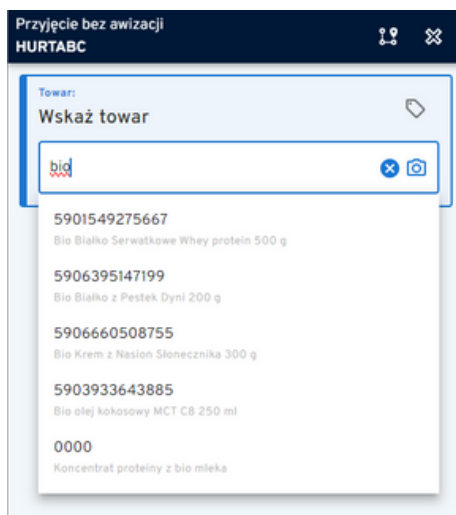 Przyjęcie bez awizacji
HURTABC
Towar:
Wskaż towar
bio
5901549275667
Bio Białko Serwatkowe Whey protein 500 g
5906395147199
Bio Białko z Pestek Dyni 200 g
5906660508755
Bio Krem z Nasion Słonecznika 300 g
5903933643885
Bio olej kokosowy MCT C8 250 ml
0000
Koncentrat proteiny z bio mleka